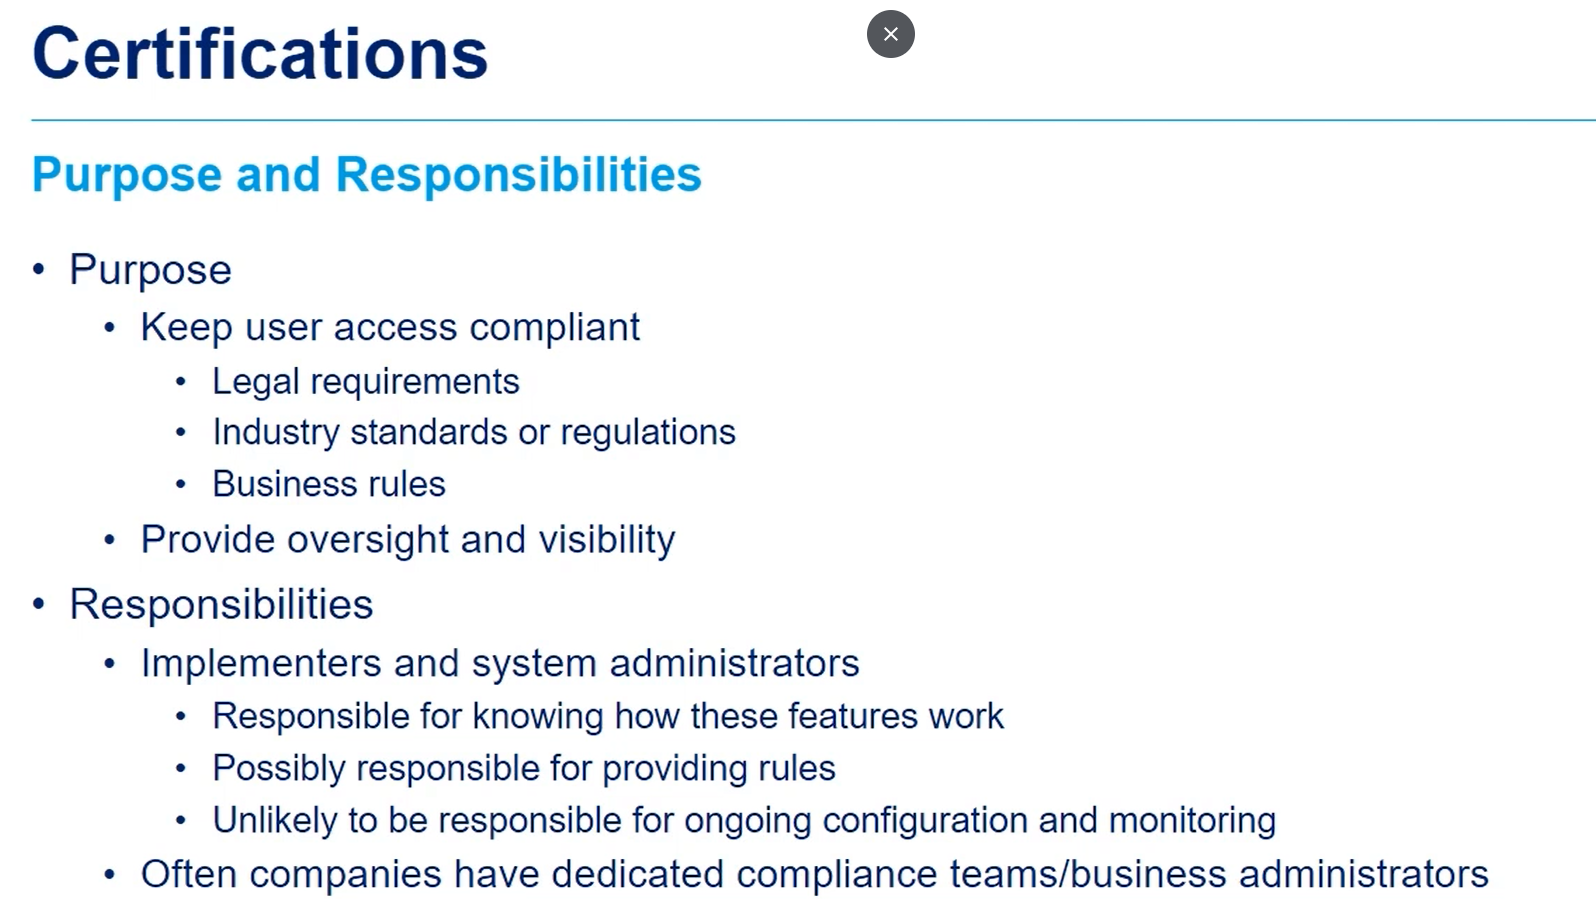 Certifications
Purpose and Responsibilities
• Purpose
• Keep user access compliant
• Legal requirements
• Industry standards or regulations
• Business rules
• Provide oversight and visibility
• Responsibilities
• Implementers and system administrators
• Responsible for knowing how these features work
• Possibly responsible for providing rules
• Unlikely to be responsible for ongoing configuration and monitoring
• Often companies have dedicated compliance teams/business administrators